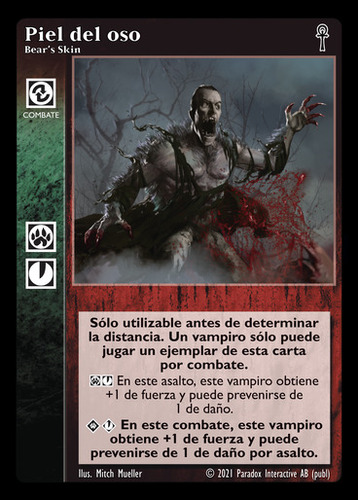 Piel del oso
Bear's Skin
COMBATE
Sólo utilizable antes de determinar
la distancia. Un vampiro sólo puede
jugar un ejemplar de esta carta
por combate.
En este asalto, este vampiro obtiene
+1 de fuerza y puede prevenirse de
1 de daño.
En este combate, este vampiro
obtiene +1 de fuerza y puede
prevenirse de 1 de daño por asalto.
Ilus. Mitch Mueller
© 2021 Paradox Interactive AB (publ)